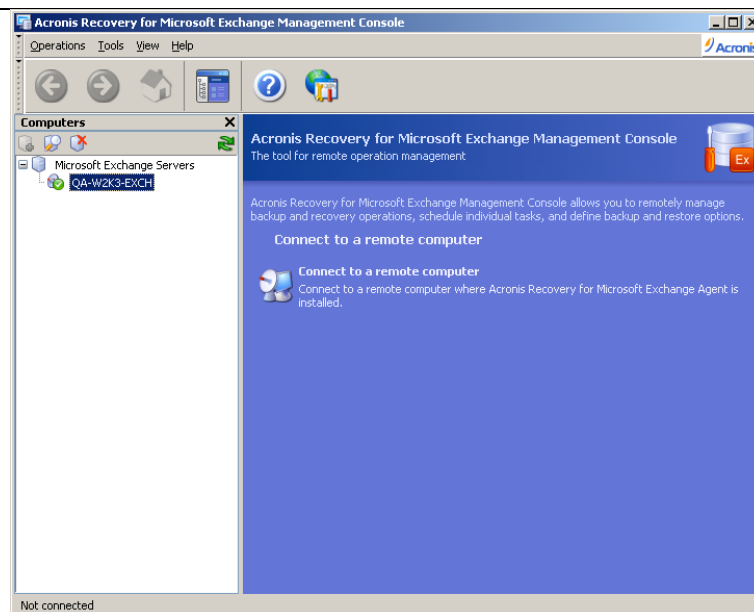 Acronis Recovery for Microsoft Exchange Management Console
Operations Tools View Help
Acronis
Computers X
Microsoft Exchange Servers
QA-W2K3-EXCH
Acronis Recovery for Microsoft Exchange Management Console
The tool for remote operation management
Ex
Acronis Recovery for Microsoft Exchange Management Console allows you to remotely manage
backup and recovery operations, schedule individual tasks, and define backup and restore options.
Connect to a remote computer
Connect to a remote computer
Connect to a remote computer where Acronis Recovery for Microsoft Exchange Agent is
installed.
Not connected